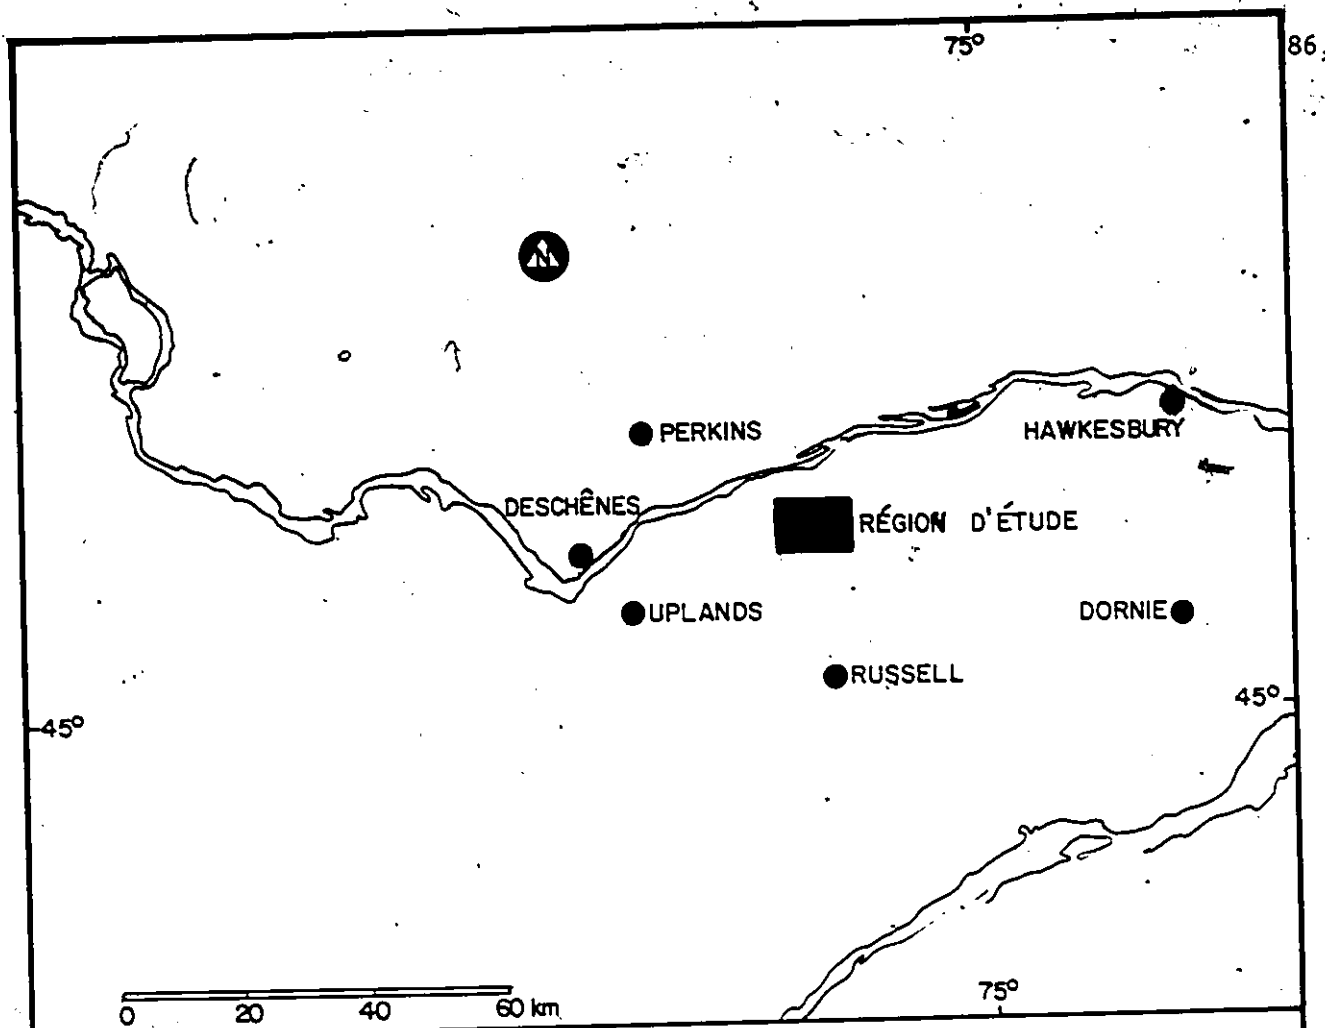 75° 86
N
PERKINS
HAWKESBURY
DESCHÊNES
RÉGION D'ÉTUDE
UPLANDS
DORNIE
RUSSELL
45°
45°
75°
0 20 40 60 km